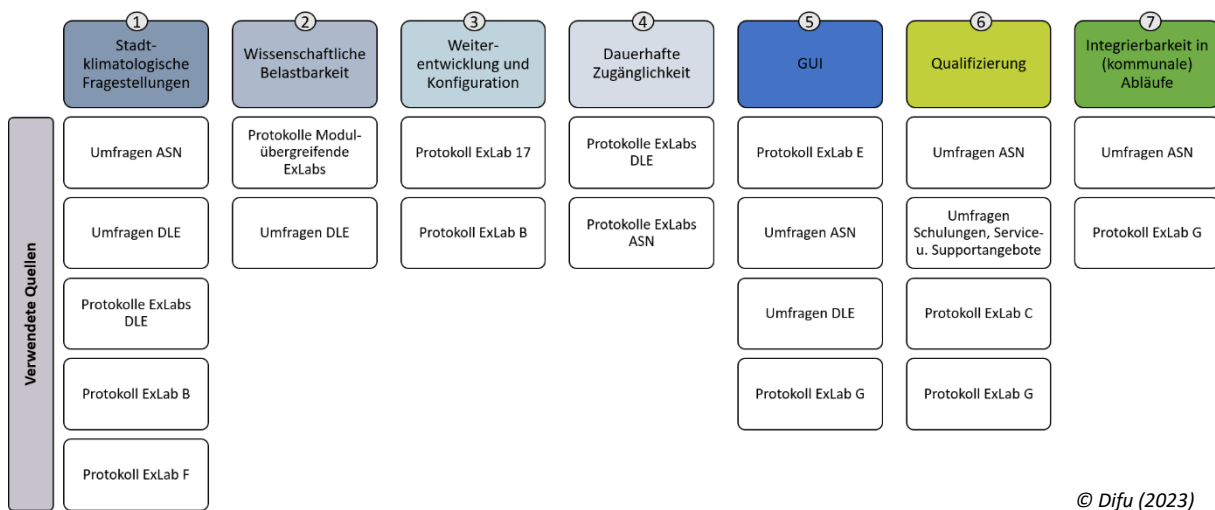 1
Stadt-
klimatologische
Fragestellungen
2
Wissenschaftliche
Belastbarkeit
3
Weiter-
entwicklung und
Konfiguration
4
Dauerhafte
Zugänglichkeit
5
GUI
6
Qualifizierung
7
Integrierbarkeit in
(kommunale)
Abläufe
Verwendete Quellen
Umfragen ASN
Umfragen DLE
Protokolle ExLabs
DLE
Protokoll ExLab B
Protokoll ExLab F
Protokolle Modul-
übergreifende
ExLabs
Umfragen DLE
Protokoll ExLab 17
Protokoll ExLab B
Protokolle ExLabs
DLE
Protokolle ExLabs
ASN
Protokoll ExLab E
Umfragen ASN
Umfragen DLE
Protokoll ExLab G
Umfragen ASN
Umfragen
Schulungen, Service-
u. Supportangebote
Protokoll ExLab C
Protokoll ExLab G
Umfragen ASN
Protokoll ExLab G
© Difu (2023)